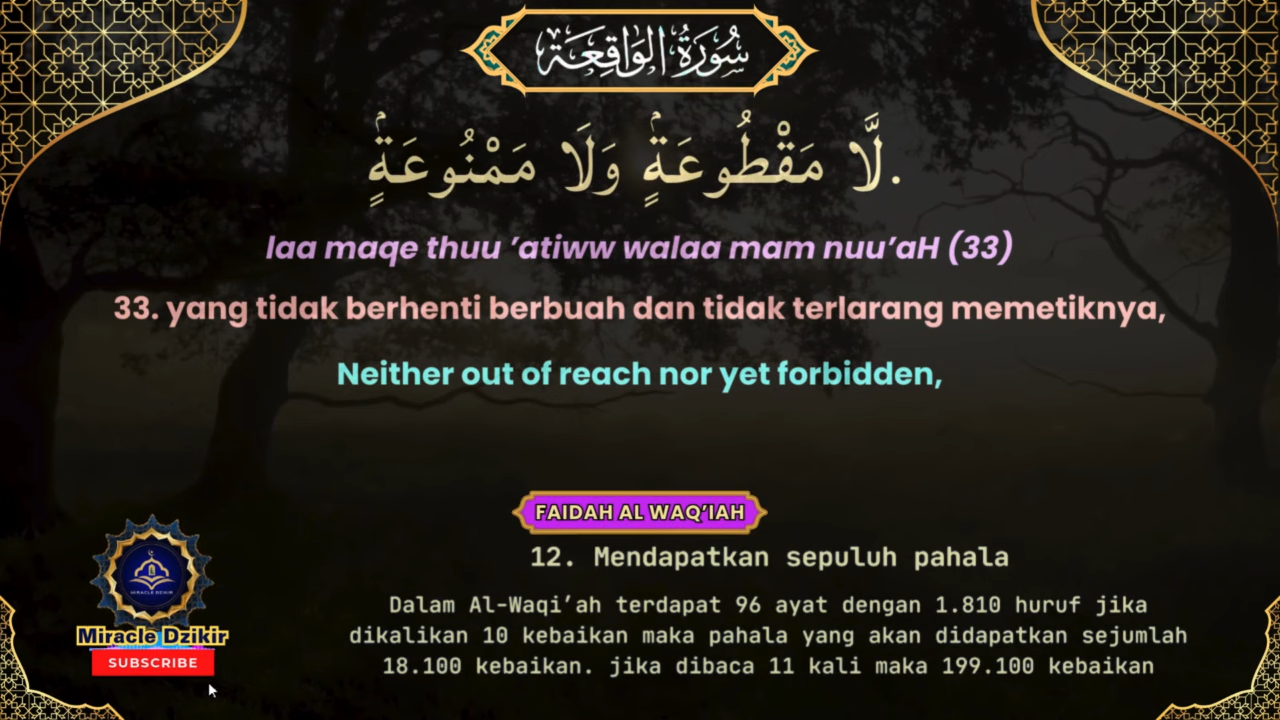 سُورَةُ الوَاقِعَة
لَّا مَقْطُوعَةٍۢ وَلَا مَمْنُوعَةٍۢ.
laa maqe thuu ’atiww walaa mam nuu’aH (33)
33. yang tidak berhenti berbuah dan tidak terlarang memetiknya,
Neither out of reach nor yet forbidden,
FAIDAH AL WAQ’IAH
12. Mendapatkan sepuluh pahala
Dalam Al-Waqi’ah terdapat 96 ayat dengan 1.810 huruf jika
dikalikan 10 kebaikan maka pahala yang akan didapatkan sejumlah
18.100 kebaikan. jika dibaca 11 kali maka 199.100 kebaikan
MIRACLE DZIKIR
Miracle Dzikir
SUBSCRIBE